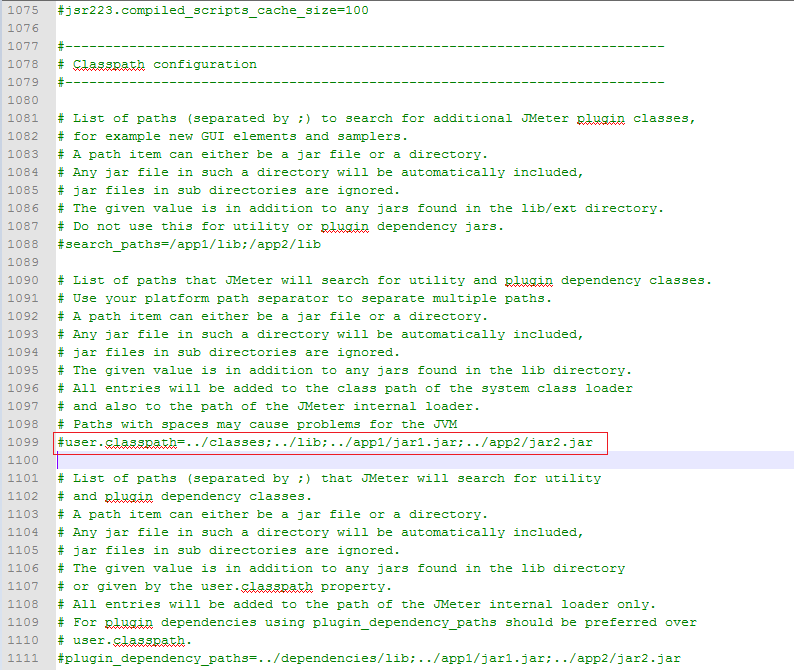 1075 #jsr223.compiled_scripts_cache_size=100
1076
1077 #---------------------------------------------------------------------------
1078 # Classpath configuration
1079 #---------------------------------------------------------------------------
1080
1081 # List of paths (separated by ;) to search for additional JMeter plugin classes,
1082 # for example new GUI elements and samplers.
1083 # A path item can either be a jar file or a directory.
1084 # Any jar file in such a directory will be automatically included,
1085 # jar files in sub directories are ignored.
1086 # The given value is in addition to any jars found in the lib/ext directory.
1087 # Do not use this for utility or plugin dependency jars.
1088 #search_paths=/app1/lib;/app2/lib
1089
1090 # List of paths that JMeter will search for utility and plugin dependency classes.
1091 # Use your platform path separator to separate multiple paths.
1092 # A path item can either be a jar file or a directory.
1093 # Any jar file in such a directory will be automatically included,
1094 # jar files in sub directories are ignored.
1095 # The given value is in addition to any jars found in the lib directory.
1096 # All entries will be added to the class path of the system class loader
1097 # and also to the path of the JMeter internal loader.
1098 # Paths with spaces may cause problems for the JVM
1099 #user.classpath=../classes;../lib;../app1/jar1.jar;../app2/jar2.jar
1100
1101 # List of paths (separated by ;) that JMeter will search for utility
1102 # and plugin dependency classes.
1103 # A path item can either be a jar file or a directory.
1104 # Any jar file in such a directory will be automatically included,
1105 # jar files in sub directories are ignored.
1106 # The given value is in addition to any jars found in the lib directory
1107 # or given by the user.classpath property.
1108 # All entries will be added to the path of the JMeter internal loader only.
1109 # For plugin dependencies using plugin_dependency_paths should be preferred over
1110 # user.classpath.
1111 #plugin_dependency_paths=../dependencies/lib;../app1/jar1.jar;../app2/jar2.jar